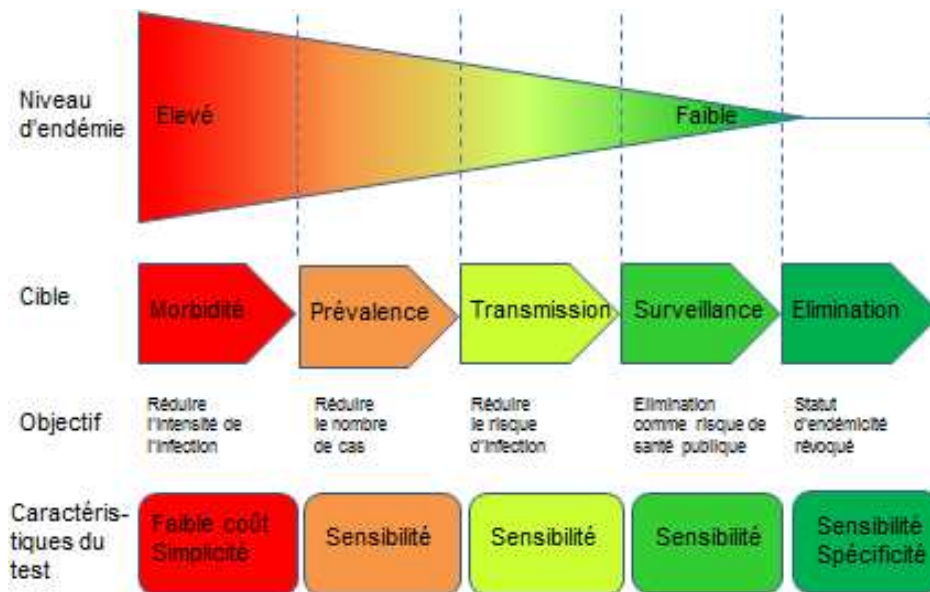 Niveau
d'endémie
Elevé
Faible
Cible
Morbidité
Prévalence
Transmission
Surveillance
Elimination
Objectif
Réduire
l'intensité de
l'infection
Réduire
le nombre
de cas
Réduire
le risque
d'infection
Elimination
comme risque de
santé publique
Statut
d'endémicité
révoqué
Caractéris-
tiques du
test
Faible coût
Simplicité
Sensibilité
Sensibilité
Sensibilité
Sensibilité
Spécificité